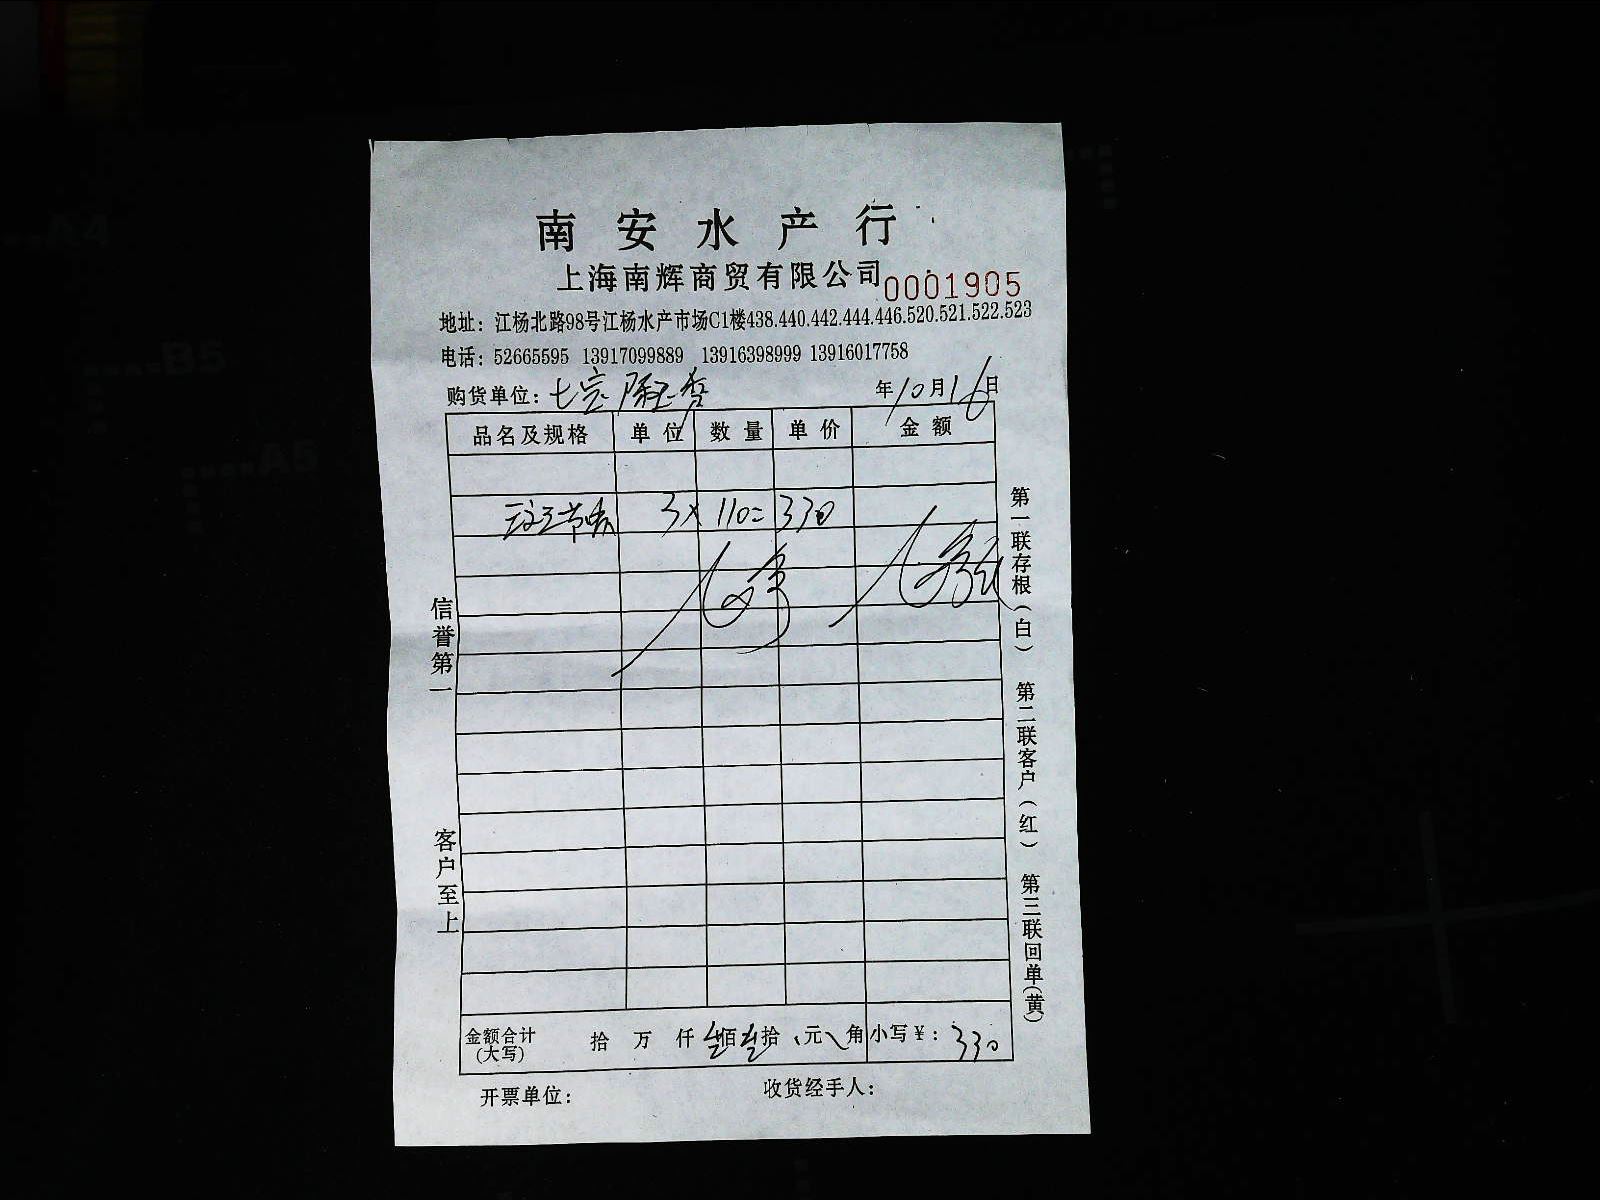 南安水产行
上海南辉商贸有限公司 0001905
地址：江杨北路98号江杨水产市场C1楼438.440.442.444.446.520.521.522.523
电话：52665595 13917099889 13916398999 13916017758
购货单位： 年10月16日
品名及规格 单位 数量 单价 金额
3× 110= 330
信誉第一
客户至上
第一联存根（白） 第二联客户（红） 第三联回单（黄）
金额合计（大写） 拾 万 仟 叁佰叁拾 元 角 小写￥：330
开票单位： 收货经手人：
A4
B5
A5